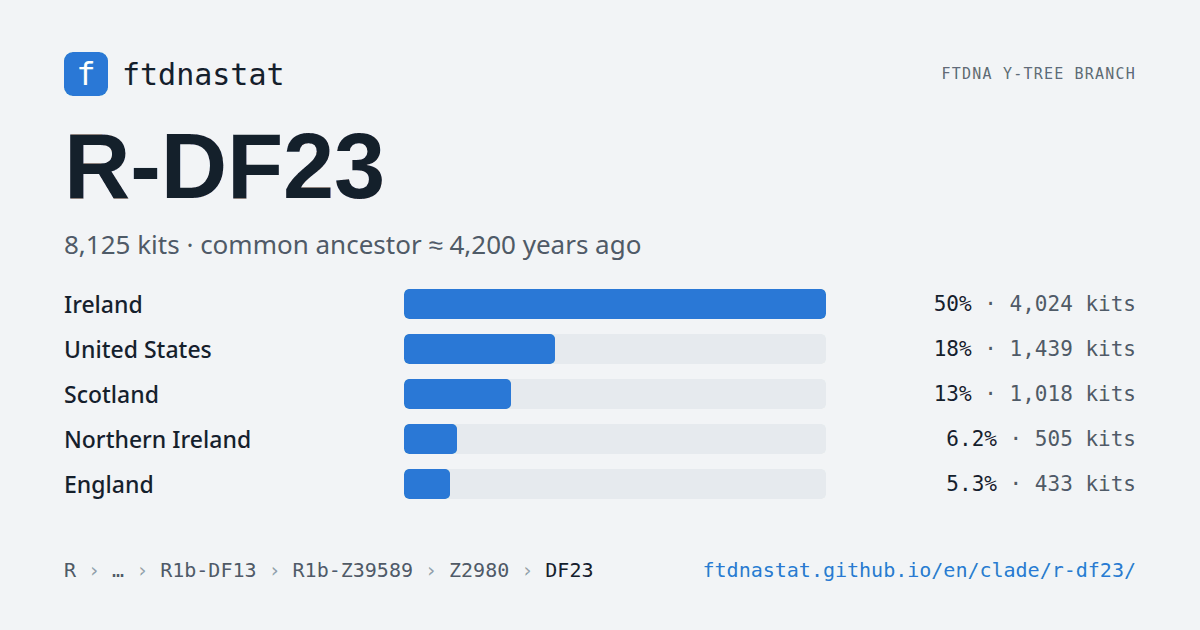 f ftdnastat
FTDNA Y-TREE BRANCH
R-DF23
8,125 kits · common ancestor ≈ 4,200 years ago
Ireland 50% · 4,024 kits
United States 18% · 1,439 kits
Scotland 13% · 1,018 kits
Northern Ireland 6.2% · 505 kits
England 5.3% · 433 kits
R › … › R1b-DF13 › R1b-Z39589 › Z2980 › DF23
ftdnastat.github.io/en/clade/r-df23/